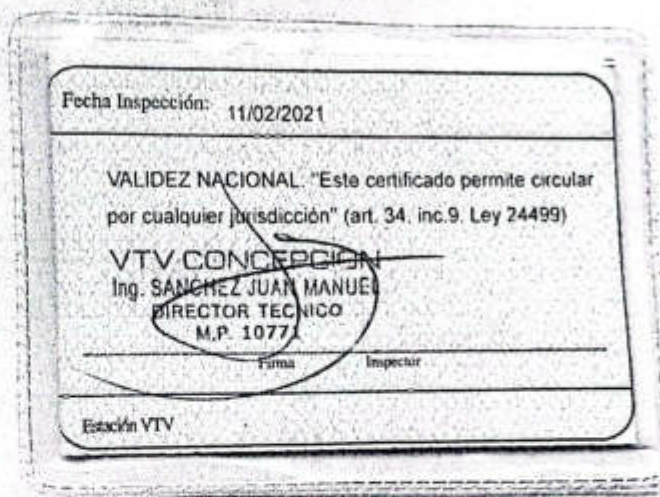 Fecha Inspección: 11/02/2021
VALIDEZ NACIONAL. "Este certificado permite circular
por cualquier jurisdicción" (art. 34. inc.9. Ley 24499)
VTV CONCEPCION
Ing. SANCHEZ JUAN MANUEL
DIRECTOR TECNICO
M.P. 10771
Firma Inspector
Estación VTV